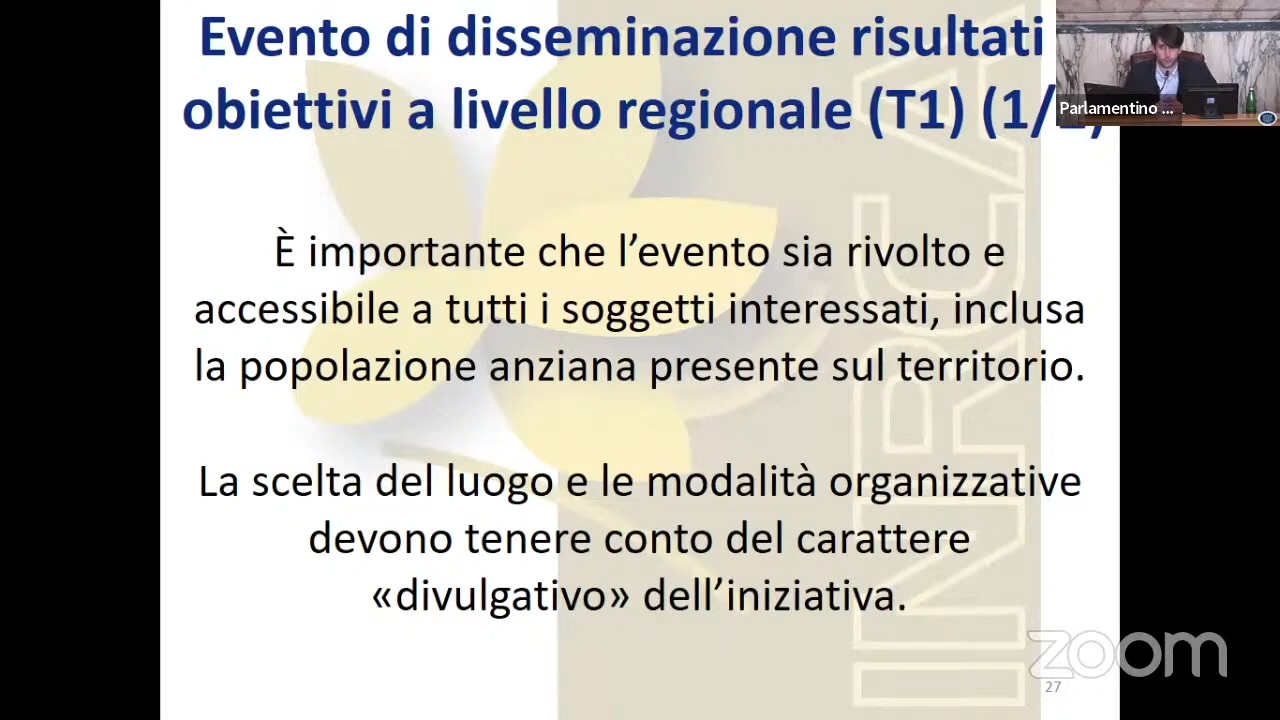 Evento di disseminazione risultati
obiettivi a livello regionale (T1) (1/
Parlamentino ...
È importante che l’evento sia rivolto e
accessibile a tutti i soggetti interessati, inclusa
la popolazione anziana presente sul territorio.
La scelta del luogo e le modalità organizzative
devono tenere conto del carattere
«divulgativo» dell’iniziativa.
INRCA
zoom
27